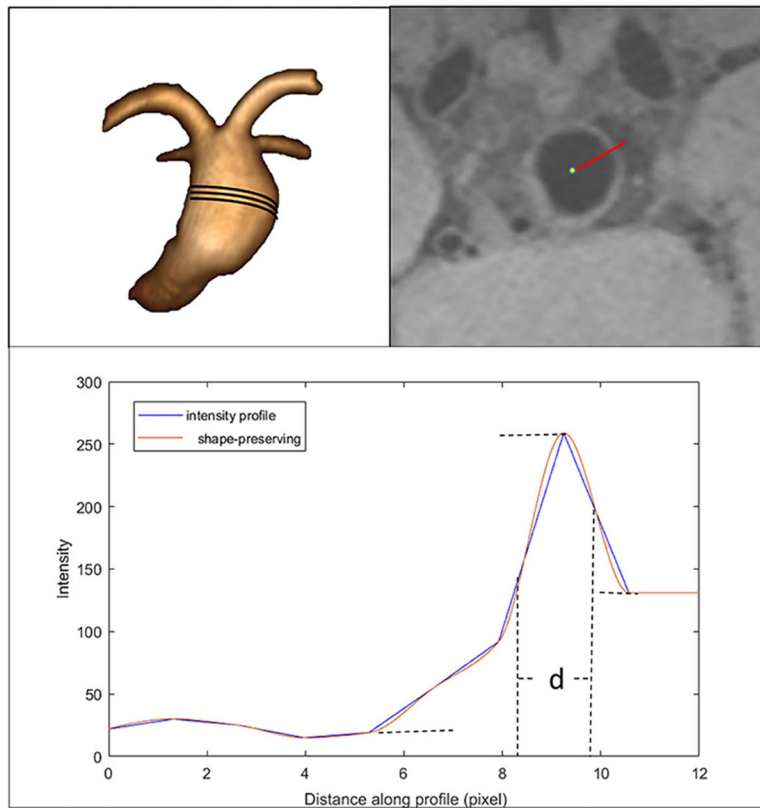 300
250
200
150
100
50
0
Intensity
intensity profile
shape-preserving
d
0 2 4 6 8 10 12
Distance along profile (pixel)